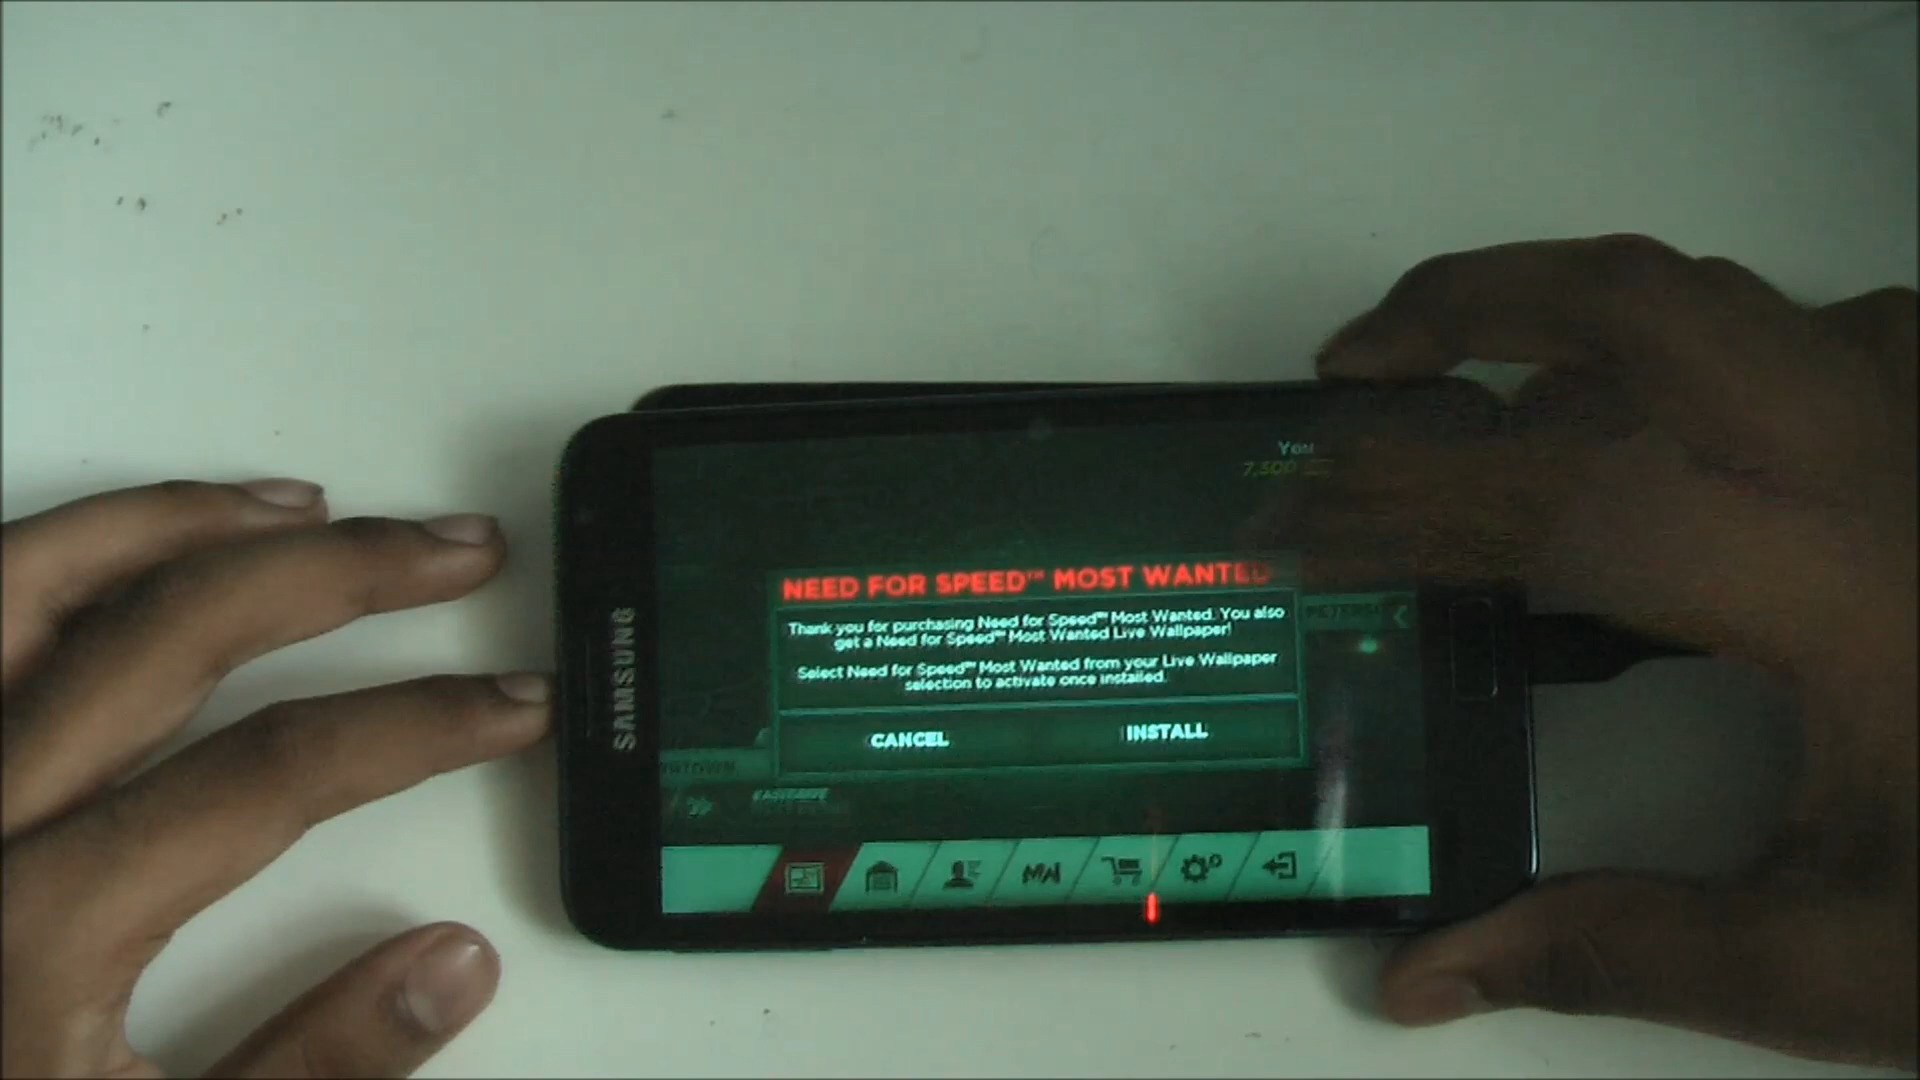 You
7,300
NEED FOR SPEED™ MOST WANTED
Thank you for purchasing Need for Speed™ Most Wanted. You also
get a Need for Speed™ Most Wanted Live Wallpaper!
Select Need for Speed™ Most Wanted from your Live Wallpaper
selection to activate once installed.
CANCEL
INSTALL
SAMSUNG
MW